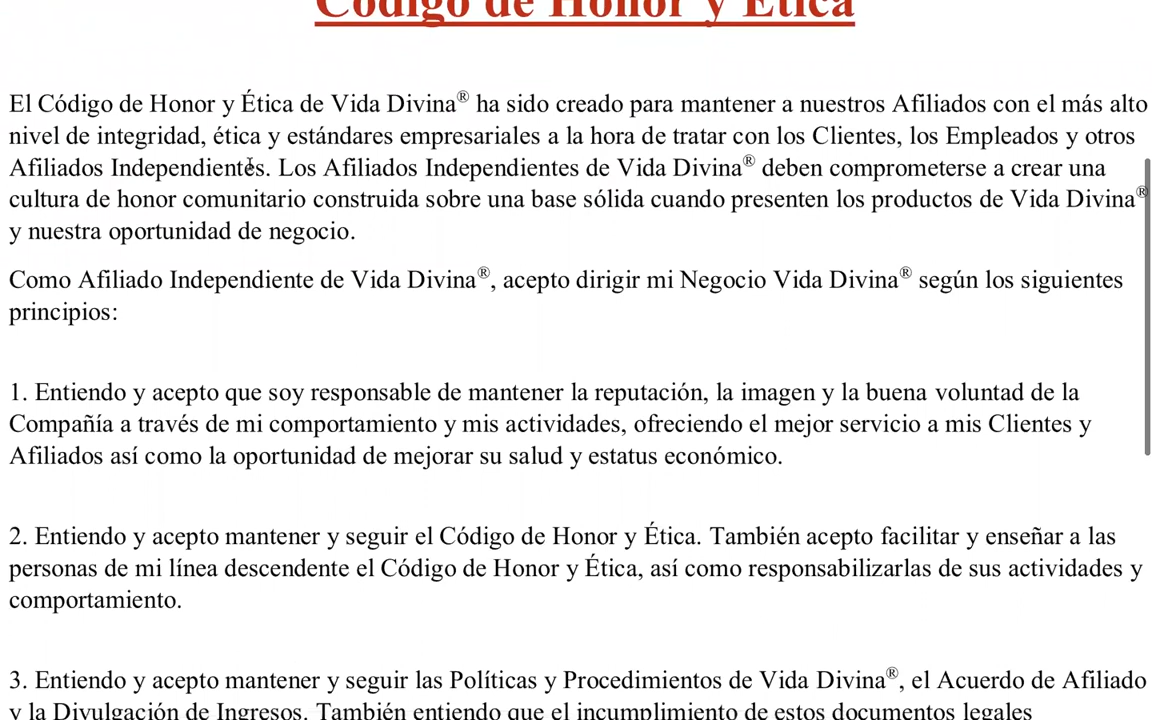 Código de Honor y Ética
El Código de Honor y Ética de Vida Divina® ha sido creado para mantener a nuestros Afiliados con el más alto
nivel de integridad, ética y estándares empresariales a la hora de tratar con los Clientes, los Empleados y otros
Afiliados Independientes. Los Afiliados Independientes de Vida Divina® deben comprometerse a crear una
cultura de honor comunitario construida sobre una base sólida cuando presenten los productos de Vida Divina®
y nuestra oportunidad de negocio.
Como Afiliado Independiente de Vida Divina®, acepto dirigir mi Negocio Vida Divina® según los siguientes
principios:
1. Entiendo y acepto que soy responsable de mantener la reputación, la imagen y la buena voluntad de la
Compañía a través de mi comportamiento y mis actividades, ofreciendo el mejor servicio a mis Clientes y
Afiliados así como la oportunidad de mejorar su salud y estatus económico.
2. Entiendo y acepto mantener y seguir el Código de Honor y Ética. También acepto facilitar y enseñar a las
personas de mi línea descendente el Código de Honor y Ética, así como responsabilizarlas de sus actividades y
comportamiento.
3. Entiendo y acepto mantener y seguir las Políticas y Procedimientos de Vida Divina®, el Acuerdo de Afiliado
y la Divulgación de Ingresos. También entiendo que el incumplimiento de estos documentos legales